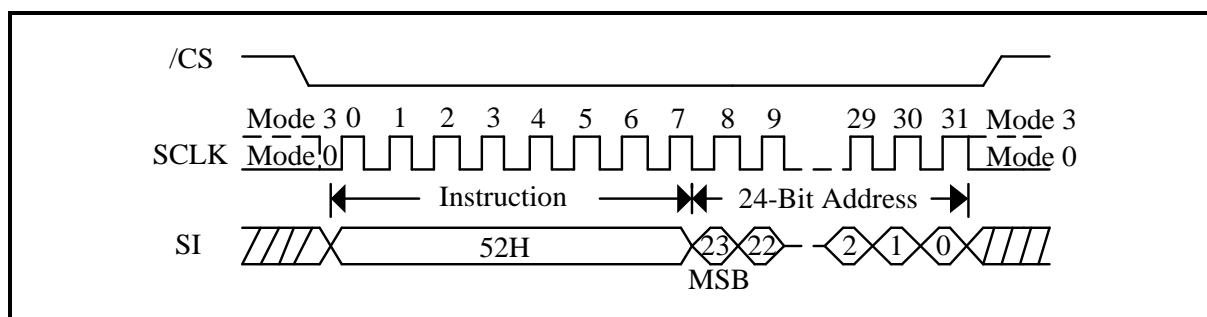 /CS
Mode 3 0 1 2 3 4 5 6 7 8 9 29 30 31 Mode 3
SCLK Mode 0 Mode 0
Instruction 24-Bit Address
SI 52H 23 22 2 1 0
MSB